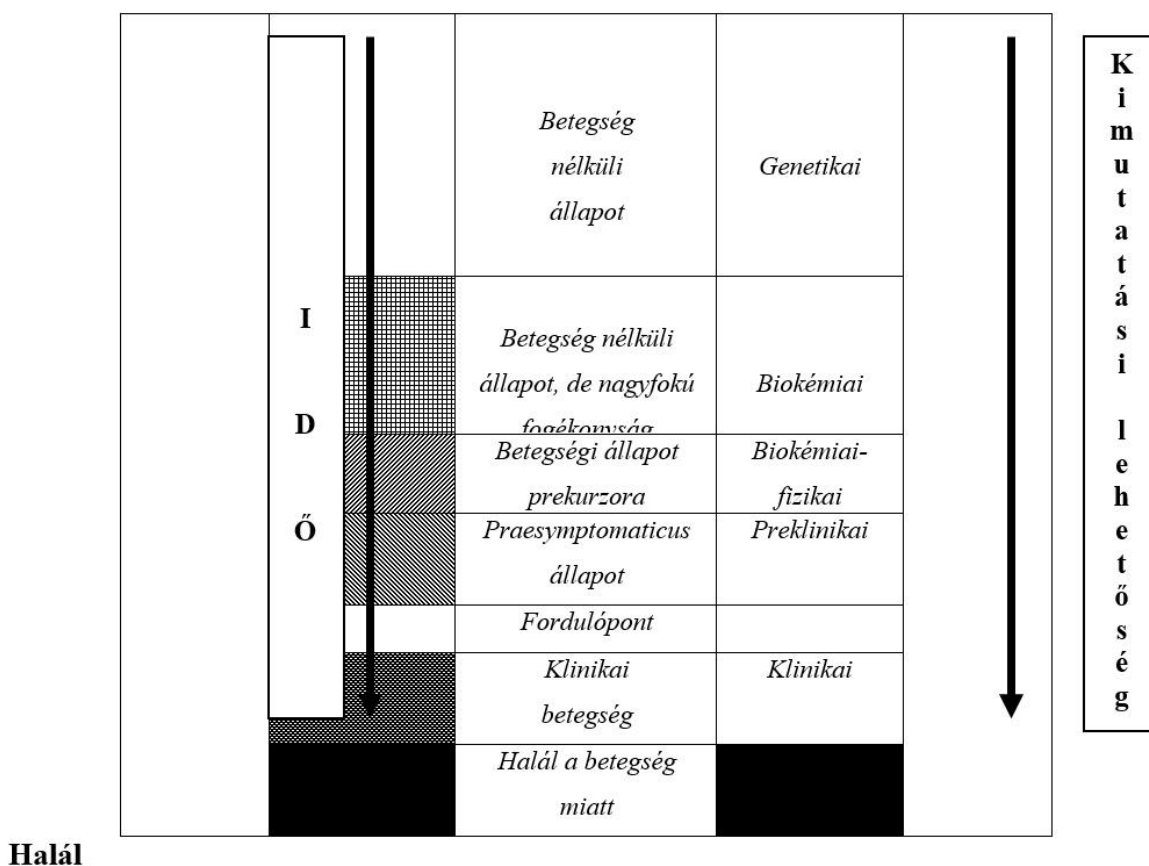 Betegség
nélküli
állapot
Genetikai
Betegség nélküli
állapot, de nagyfokú
fogékonyság
Biokémiai
Betegségi állapot
prekurzora
Biokémiai-
fizikai
Praesymptomaticus
állapot
Preklinikai
Fordulópont
Klinikai
betegség
Klinikai
Halál a betegség
miatt
I
D
Ő
K
i
m
u
t
a
t
á
s
i
l
e
h
e
t
ő
s
é
g
Halál